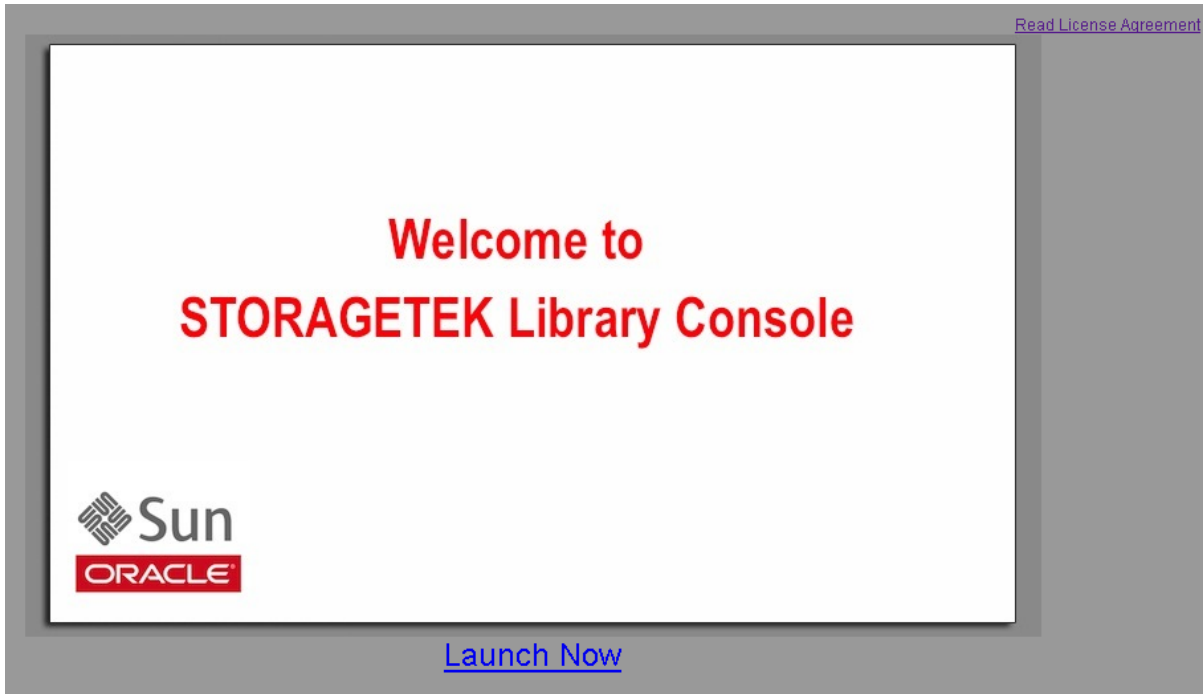 Read License Agreement
Welcome to
STORAGETEK Library Console
Sun
ORACLE
Launch Now